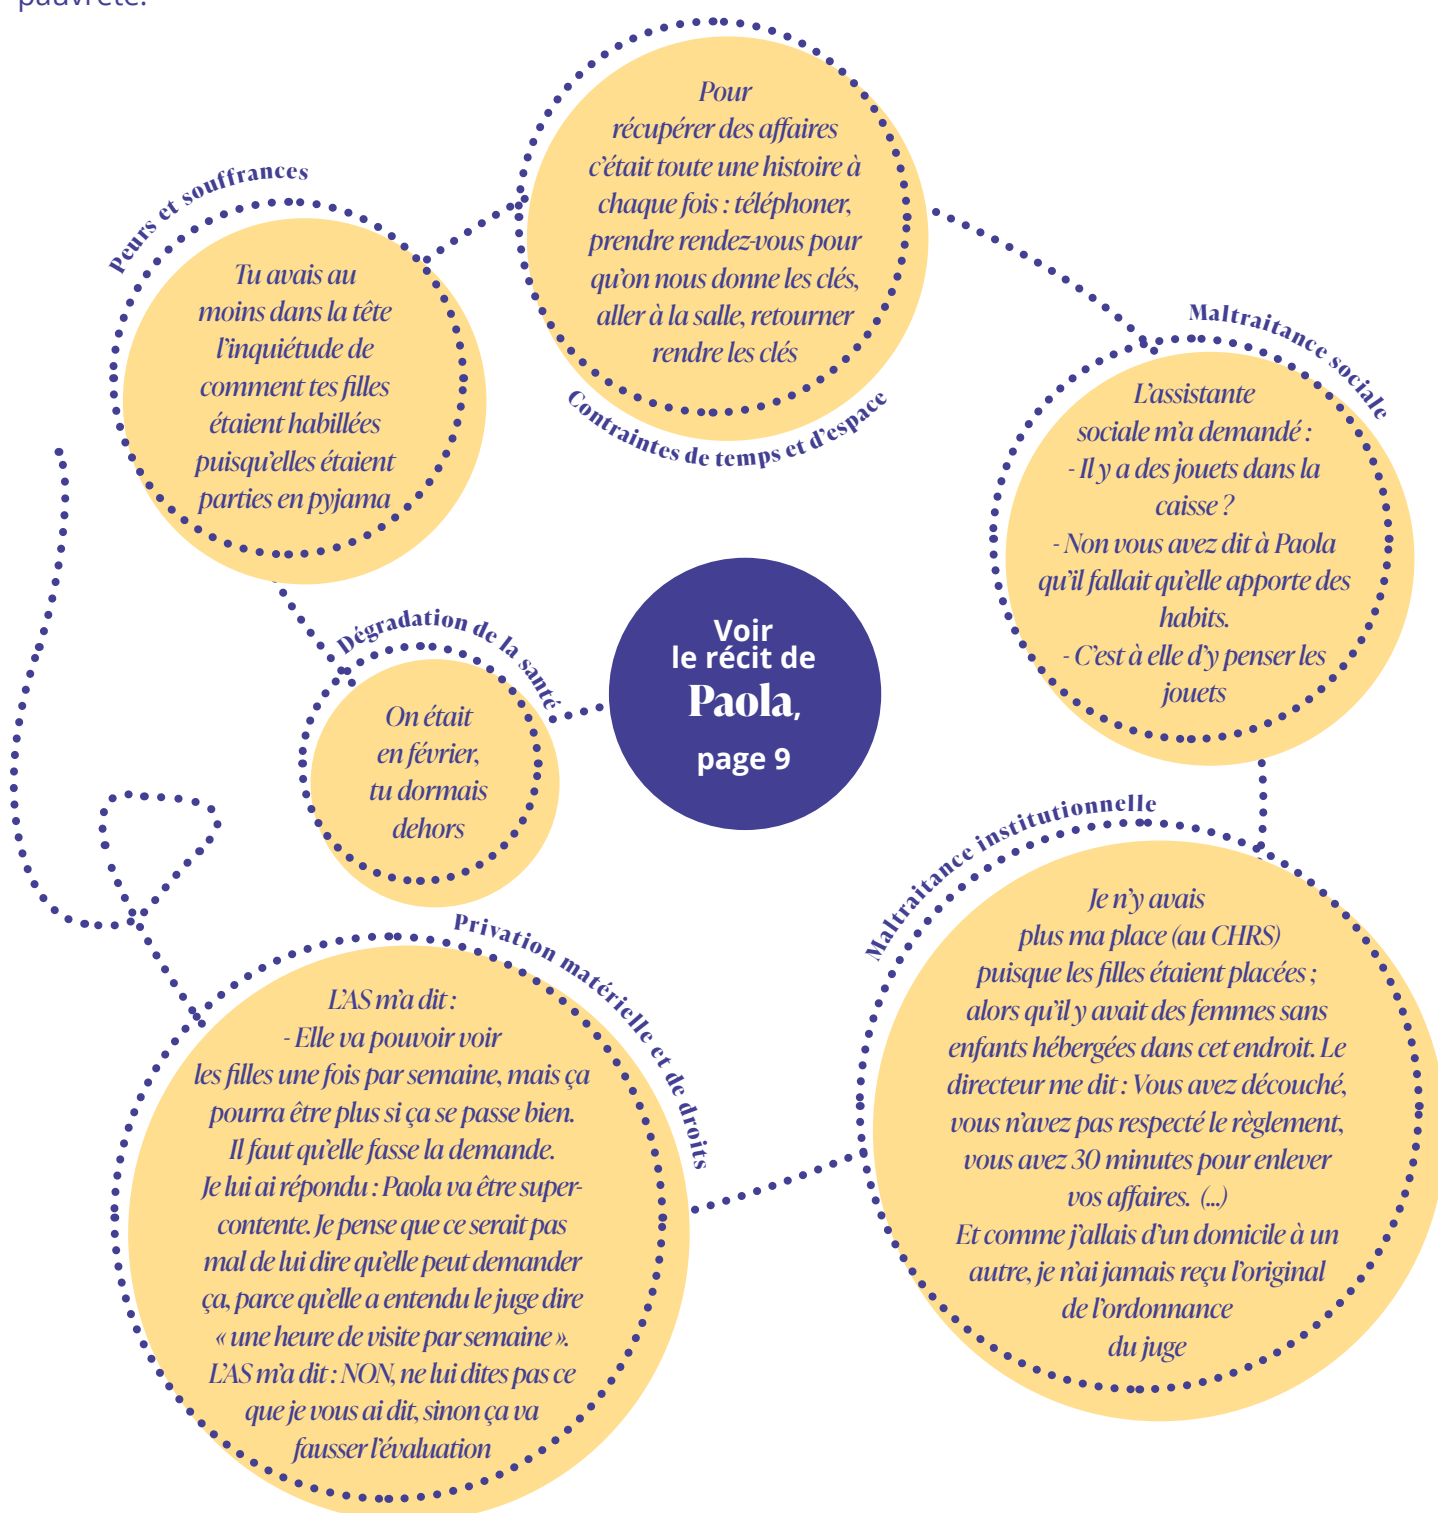 pauvreté.
Pour
récupérer des affaires
c'était toute une histoire à
chaque fois : téléphoner,
prendre rendez-vous pour
qu'on nous donne les clés,
aller à la salle, retourner
rendre les clés
Contraintes de temps et d'espace
Peurs et souffrances
Tu avais au
moins dans la tête
l'inquiétude de
comment tes filles
étaient habillées
puisqu'elles étaient
parties en pyjama
Maltraitance sociale
L'assistante
sociale m'a demandé :
- Il y a des jouets dans la
caisse ?
- Non vous avez dit à Paola
qu'il fallait qu'elle apporte des
habits.
- C'est à elle d'y penser les
jouets
Dégradation de la santé
On était
en février,
tu dormais
dehors
Voir
le récit de
Paola,
page 9
Maltraitance institutionnelle
Je n'y avais
plus ma place (au CHRS)
puisque les filles étaient placées ;
alors qu'il y avait des femmes sans
enfants hébergées dans cet endroit. Le
directeur me dit : Vous avez découché,
vous n'avez pas respecté le règlement,
vous avez 30 minutes pour enlever
vos affaires. (...)
Et comme j'allais d'un domicile à un
autre, je n'ai jamais reçu l'original
de l'ordonnance
du juge
Privation matérielle et de droits
L'AS m'a dit :
- Elle va pouvoir voir
les filles une fois par semaine, mais ça
pourra être plus si ça se passe bien.
Il faut qu'elle fasse la demande.
Je lui ai répondu : Paola va être super-
contente. Je pense que ce serait pas
mal de lui dire qu'elle peut demander
ça, parce qu'elle a entendu le juge dire
« une heure de visite par semaine ».
L'AS m'a dit : NON, ne lui dites pas ce
que je vous ai dit, sinon ça va
fausser l'évaluation